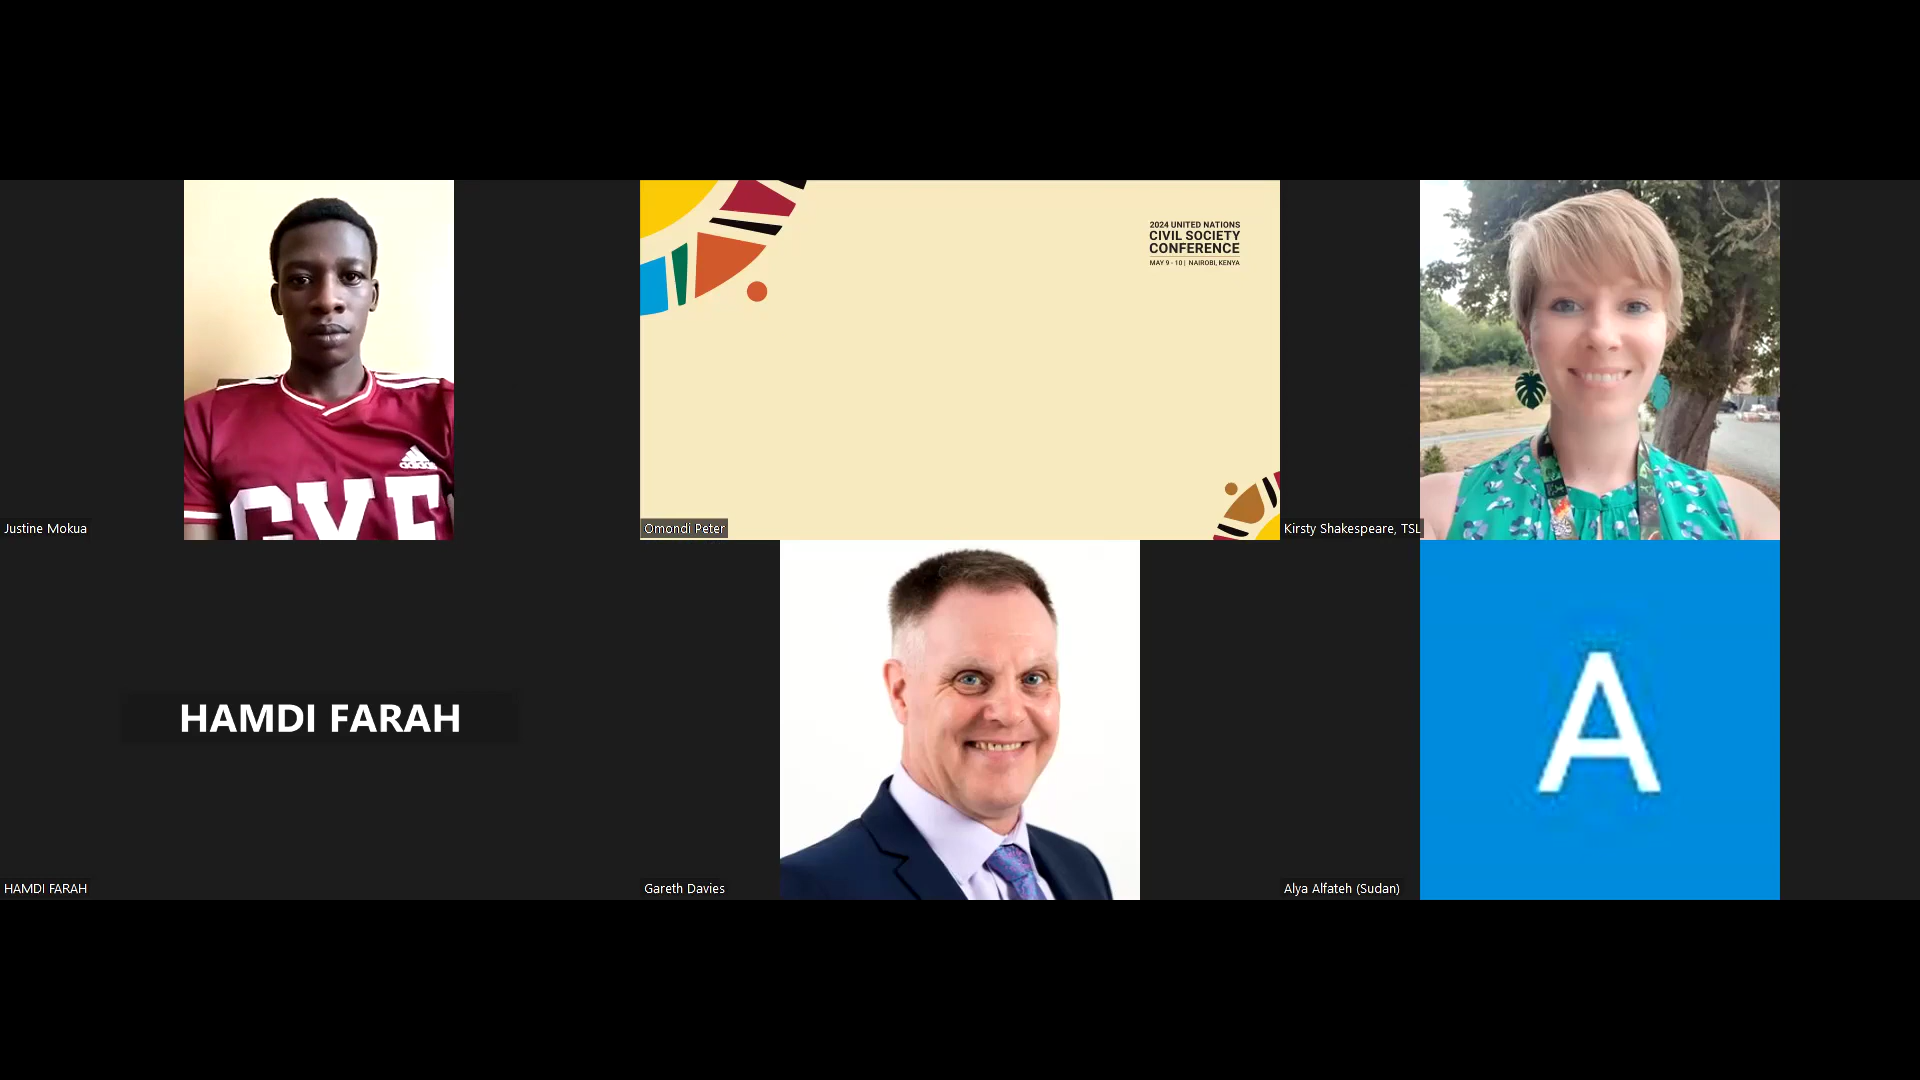 2024 UNITED NATIONS
CIVIL SOCIETY
CONFERENCE
MAY 9 - 10 | NAIROBI, KENYA
adidas
Justine Mokua
Omondi Peter
Kirsty Shakespeare, TSL
HAMDI FARAH
A
HAMDI FARAH
Gareth Davies
Alya Alfateh (Sudan)